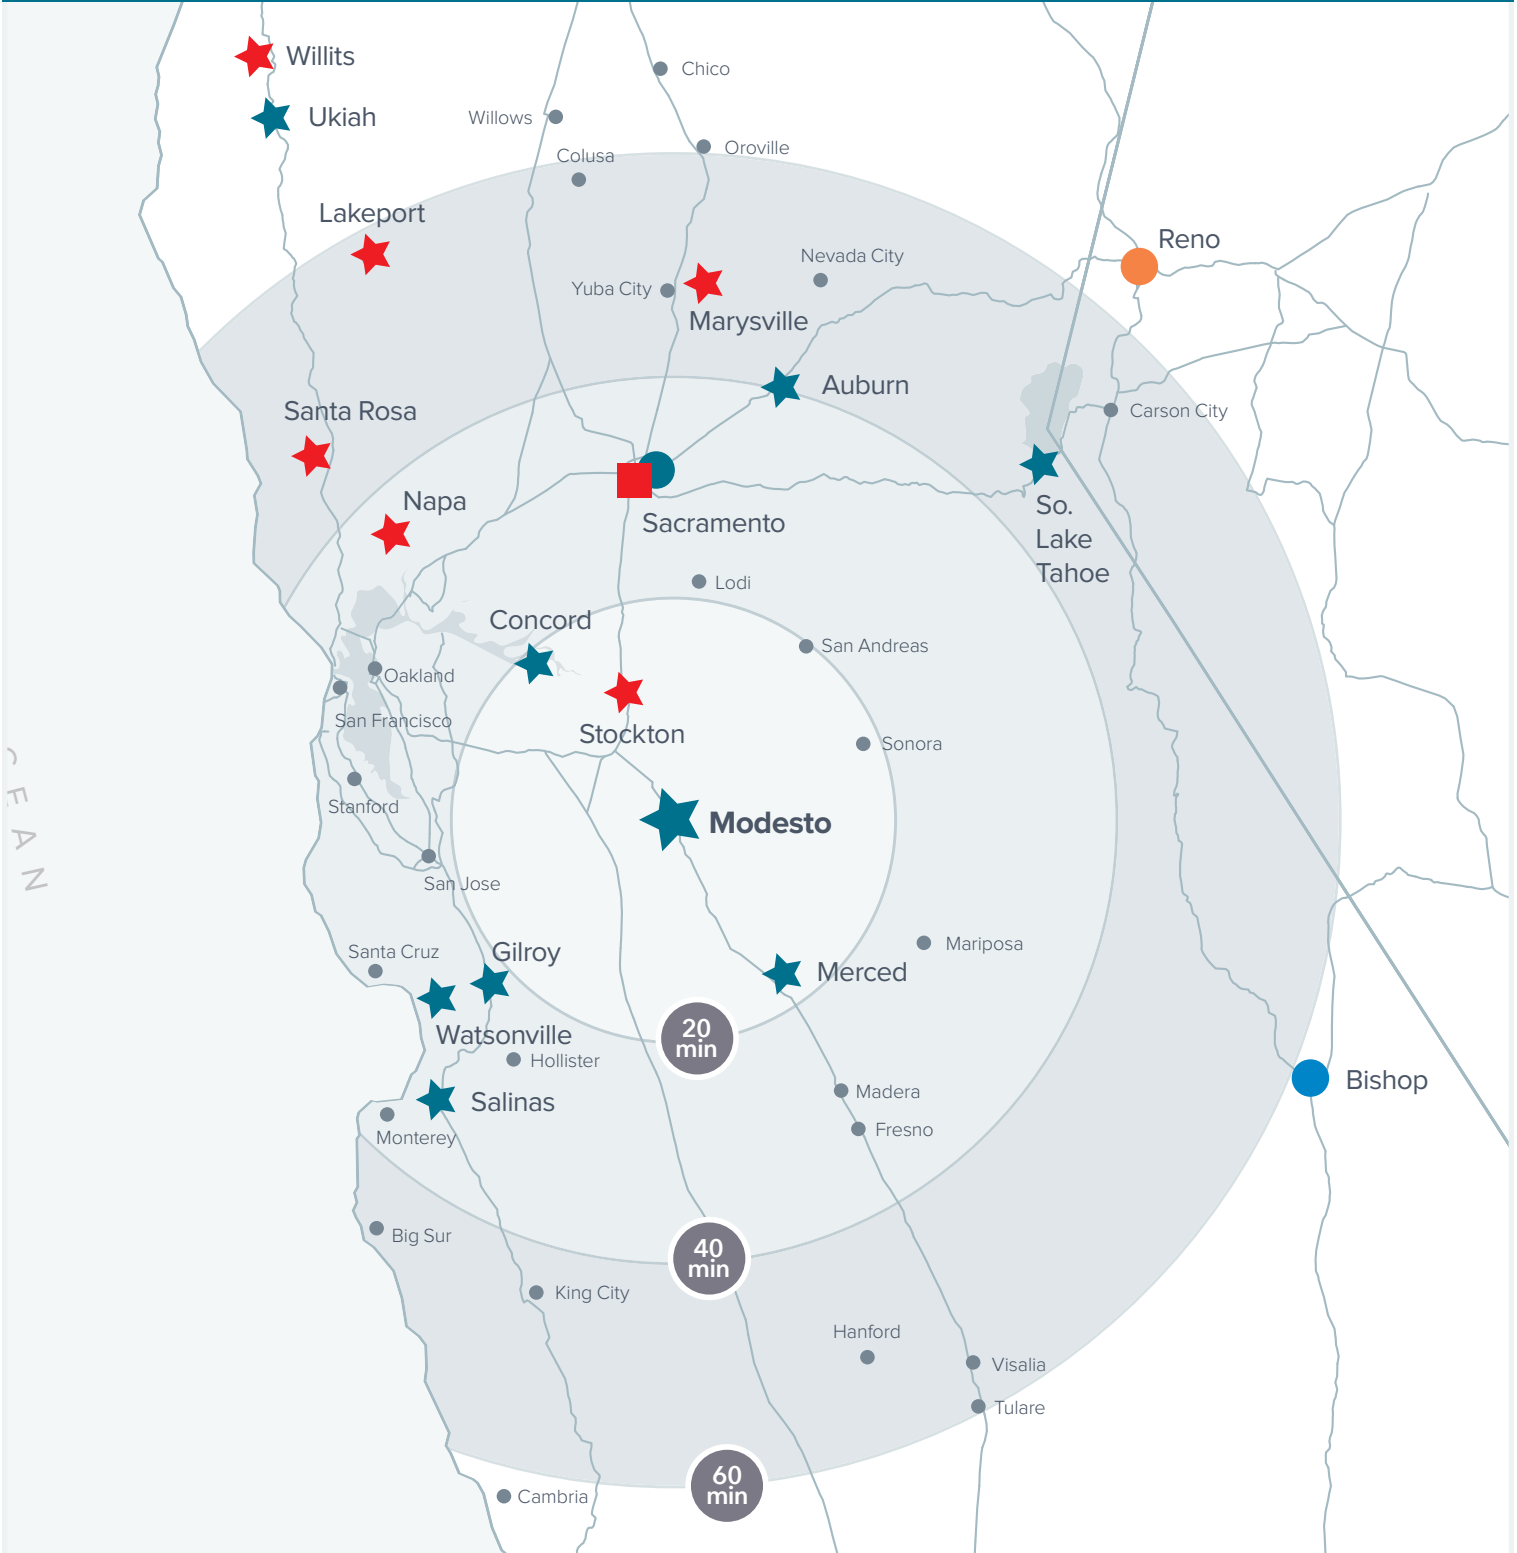 Willits
Chico
Ukiah
Willows
Oroville
Colusa
Lakeport
Reno
Nevada City
Yuba City
Marysville
Auburn
Santa Rosa
Carson City
Napa
So.
Lake
Tahoe
Sacramento
Lodi
Concord
San Andreas
Oakland
San Francisco
Stockton
Sonora
Stanford
Modesto
CEAN
San Jose
Santa Cruz
Gilroy
Mariposa
Merced
Watsonville
20
min
Hollister
Bishop
Madera
Salinas
Fresno
Monterey
Big Sur
40
min
King City
Hanford
Visalia
Tulare
60
min
Cambria